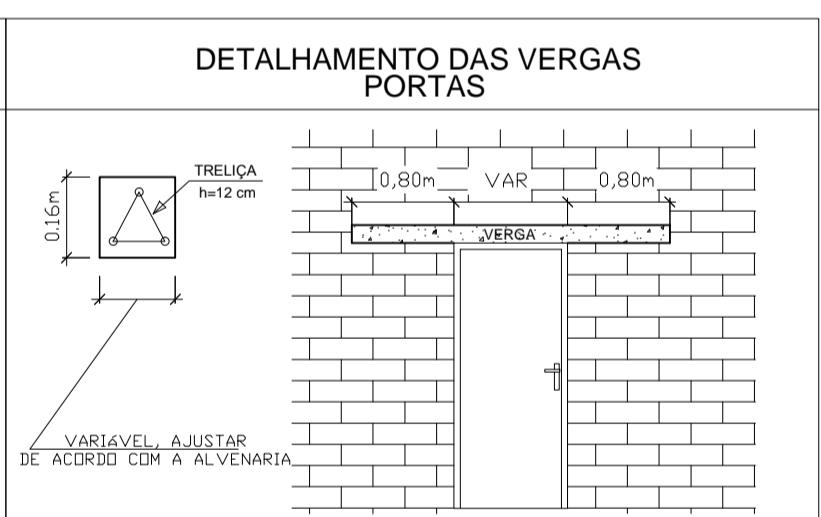 DETALHAMENTO DAS VERGAS
PORTAS
TRELIÇA
h=12 cm
0.16m
0,80m VAR 0,80m
VERGA
VARIÁVEL, AJUSTAR
DE ACORDO COM A ALVENARIA